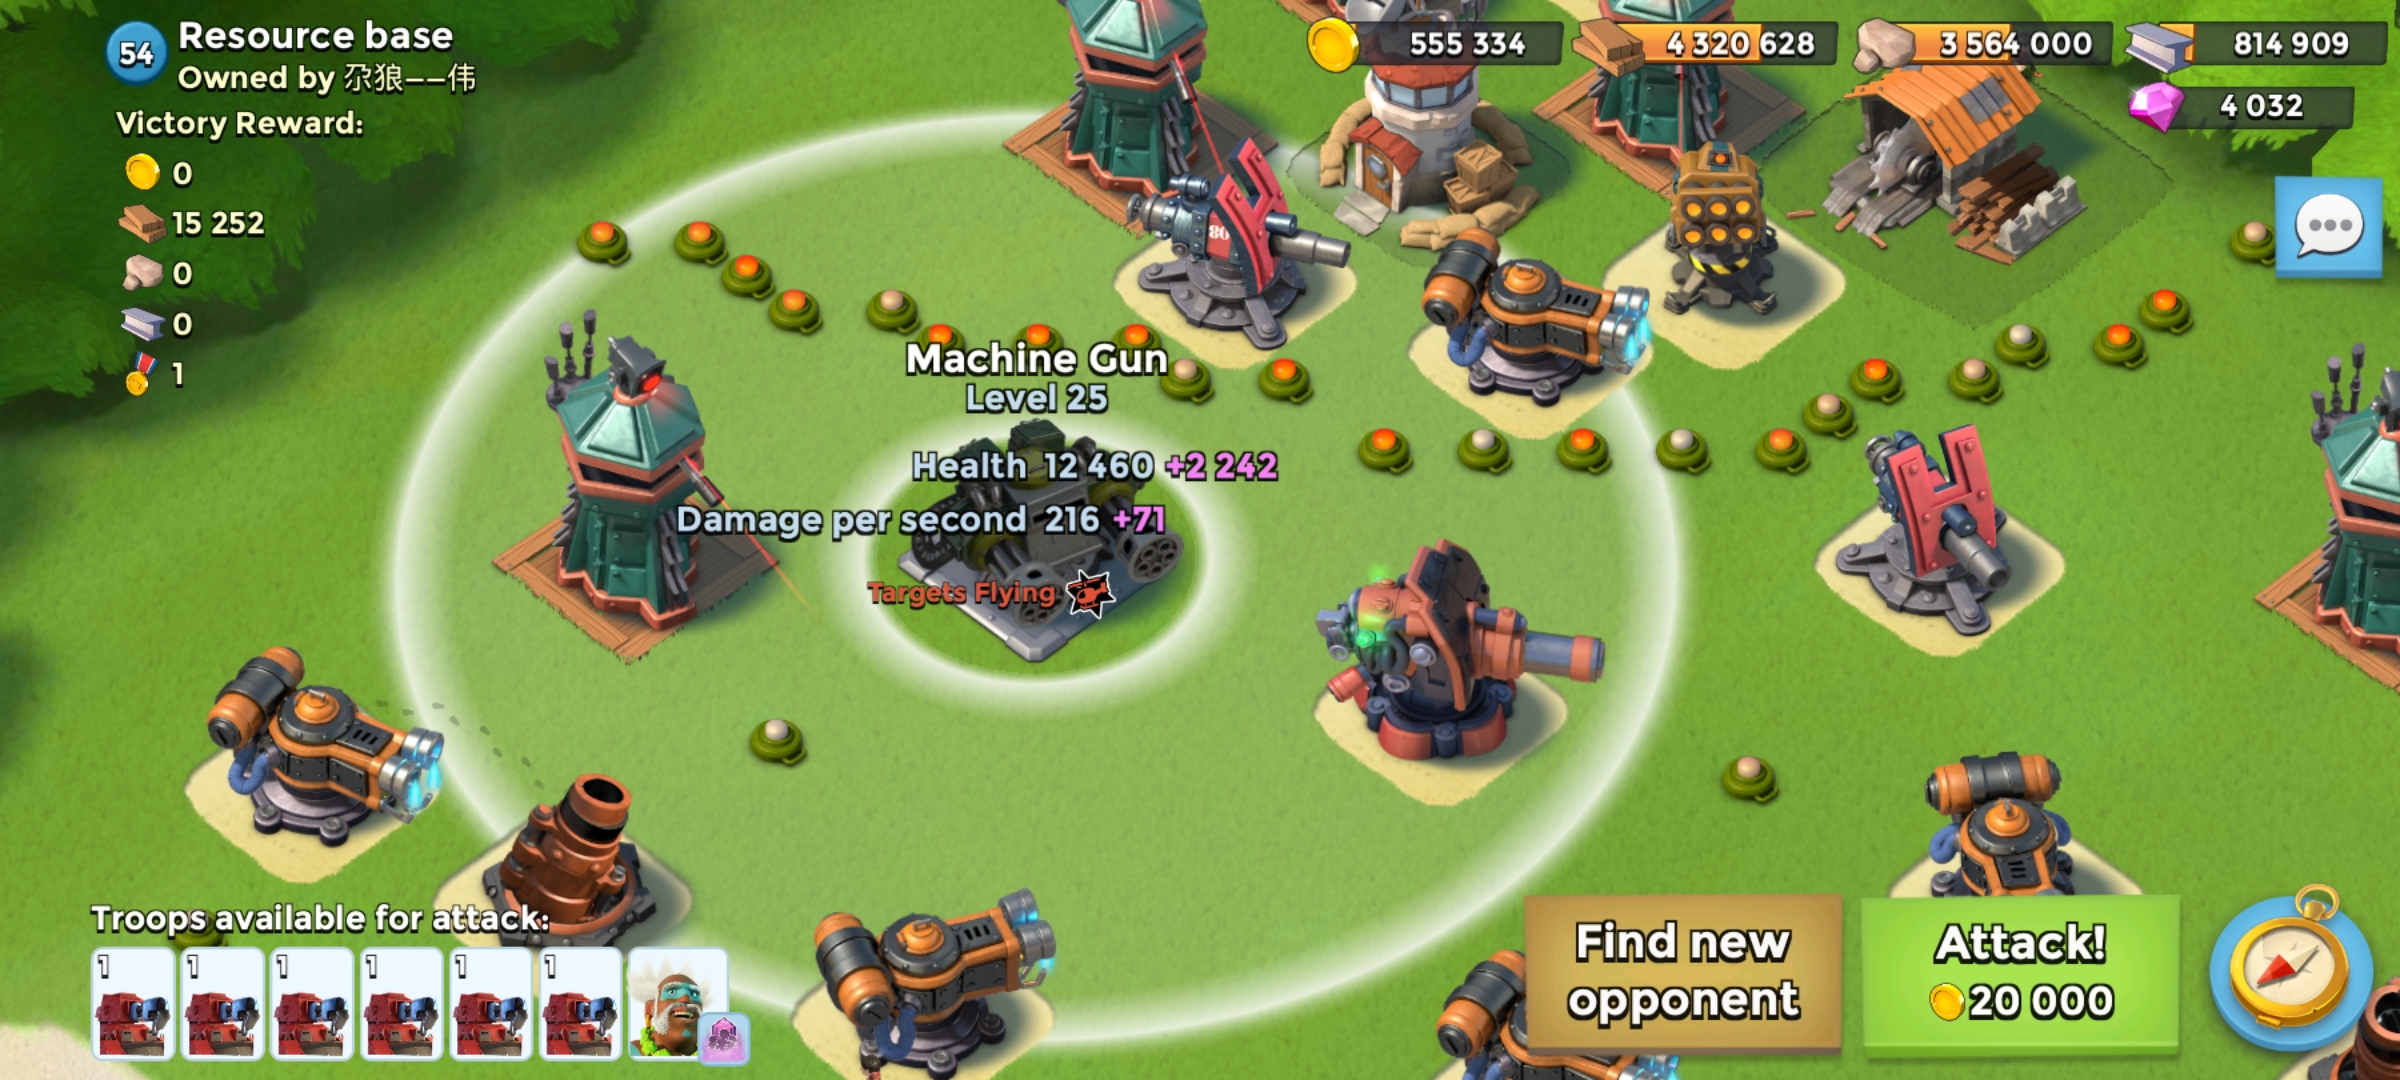 54
Resource base
Owned by 尕狼——伟
Victory Reward:
0
15 252
0
0
1
555 334
4 320 628
3 564 000
814 909
4 032
80
Machine Gun
Level 25
Health 12 460 +2 242
Damage per second 216 +71
Targets Flying
Troops available for attack:
1 1 1 1 1 1
Find new
opponent
Attack!
20 000